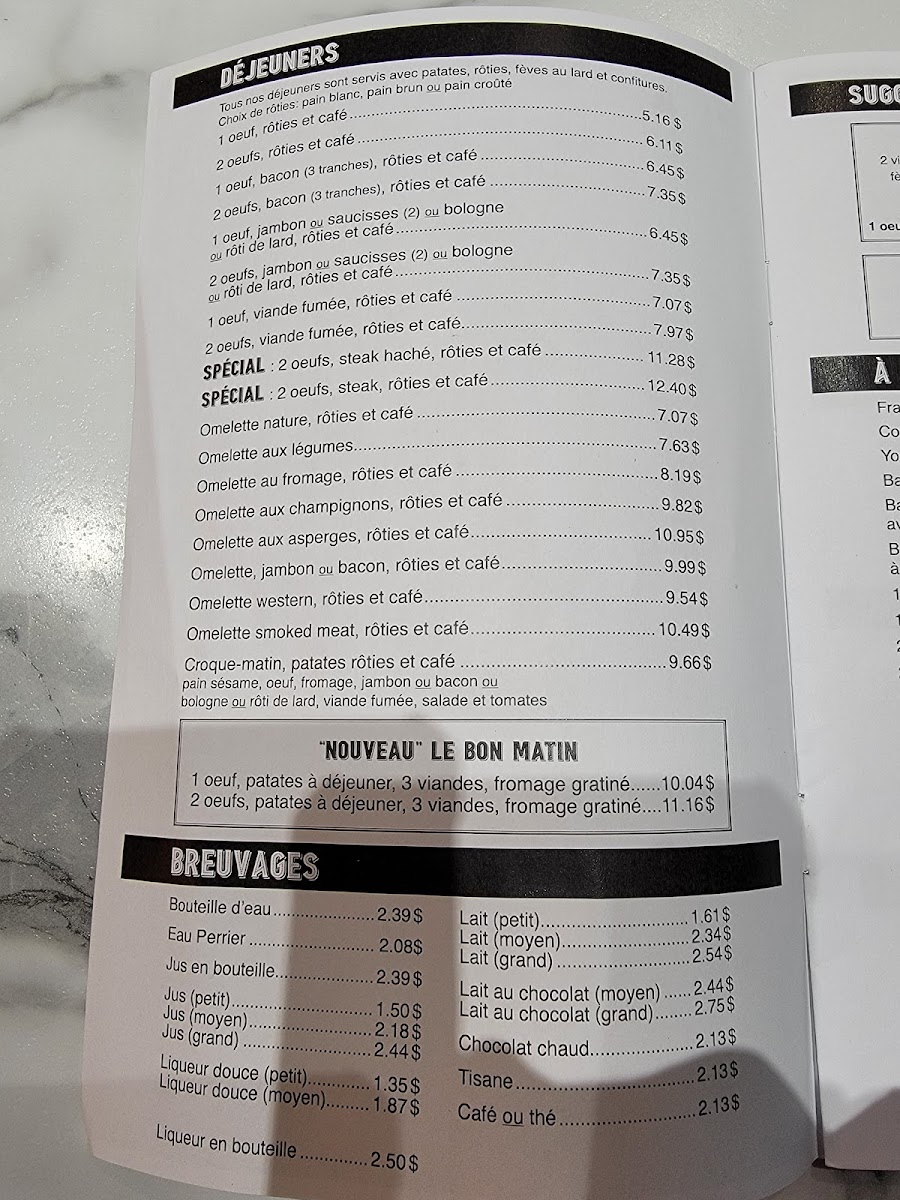 DÉJEUNERS
Tous nos déjeuners sont servis avec patates, rôties, fèves au lard et confitures.
Choix de rôties: pain blanc, pain brun ou pain croûté
1 oeuf, rôties et café.....5.16 $
2 oeufs, rôties et café.....6.11 $
1 oeuf, bacon (3 tranches), rôties et café.....6.45 $
2 oeufs, bacon (3 tranches), rôties et café.....7.35 $
1 oeuf, jambon ou saucisses (2) ou bologne
ou rôti de lard, rôties et café.....6.45 $
2 oeufs, jambon ou saucisses (2) ou bologne
ou rôti de lard, rôties et café.....7.35 $
1 oeuf, viande fumée, rôties et café.....7.07 $
2 oeufs, viande fumée, rôties et café.....7.97 $
SPÉCIAL : 2 oeufs, steak haché, rôties et café.....11.28 $
SPÉCIAL : 2 oeufs, steak, rôties et café.....12.40 $
Omelette nature, rôties et café.....7.07 $
Omelette aux légumes.....7.63 $
Omelette au fromage, rôties et café.....8.19 $
Omelette aux champignons, rôties et café.....9.82 $
Omelette aux asperges, rôties et café.....10.95 $
Omelette, jambon ou bacon, rôties et café.....9.99 $
Omelette western, rôties et café.....9.54 $
Omelette smoked meat, rôties et café.....10.49 $
Croque-matin, patates rôties et café.....9.66 $
pain sésame, oeuf, fromage, jambon ou bacon ou
bologne ou rôti de lard, viande fumée, salade et tomates
"NOUVEAU" LE BON MATIN
1 oeuf, patates à déjeuner, 3 viandes, fromage gratiné......10.04 $
2 oeufs, patates à déjeuner, 3 viandes, fromage gratiné....11.16 $
BREUVAGES
Bouteille d'eau.....2.39 $
Eau Perrier.....2.08$
Jus en bouteille.....2.39 $
Jus (petit).....1.50 $
Jus (moyen).....2.18 $
Jus (grand).....2.44 $
Liqueur douce (petit).....1.35 $
Liqueur douce (moyen).....1.87 $
Liqueur en bouteille.....2.50 $
Lait (petit).....1.61 $
Lait (moyen).....2.34 $
Lait (grand).....2.54 $
Lait au chocolat (moyen).....2.44 $
Lait au chocolat (grand).....2.75 $
Chocolat chaud.....2.13 $
Tisane.....2.13 $
Café ou thé.....2.13 $
SUGG
2 vi
fè
1 oeu
À
Fra
Co
Yo
Ba
Ba
av
B
à